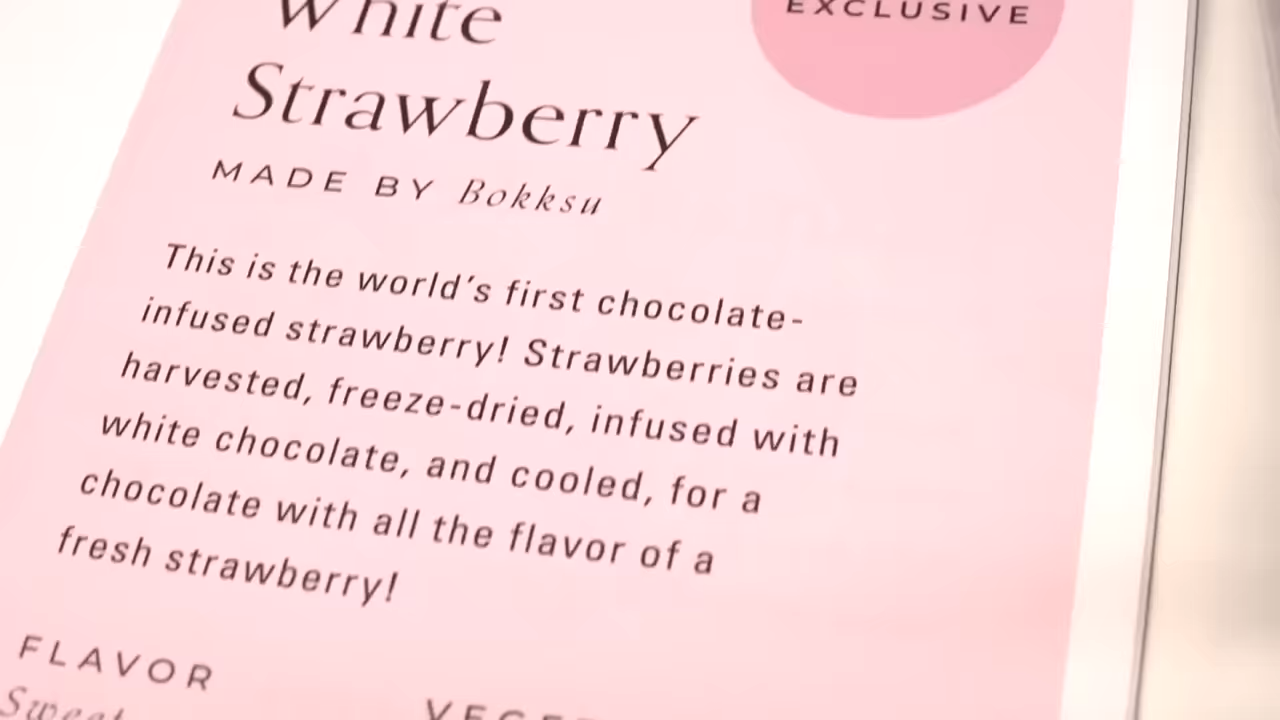 White
EXCLUSIVE
Strawberry
MADE BY Bokksu
This is the world's first chocolate-
infused strawberry! Strawberries are
harvested, freeze-dried, infused with
white chocolate, and cooled, for a
chocolate with all the flavor of a
fresh strawberry!
FLAVOR
Sweet